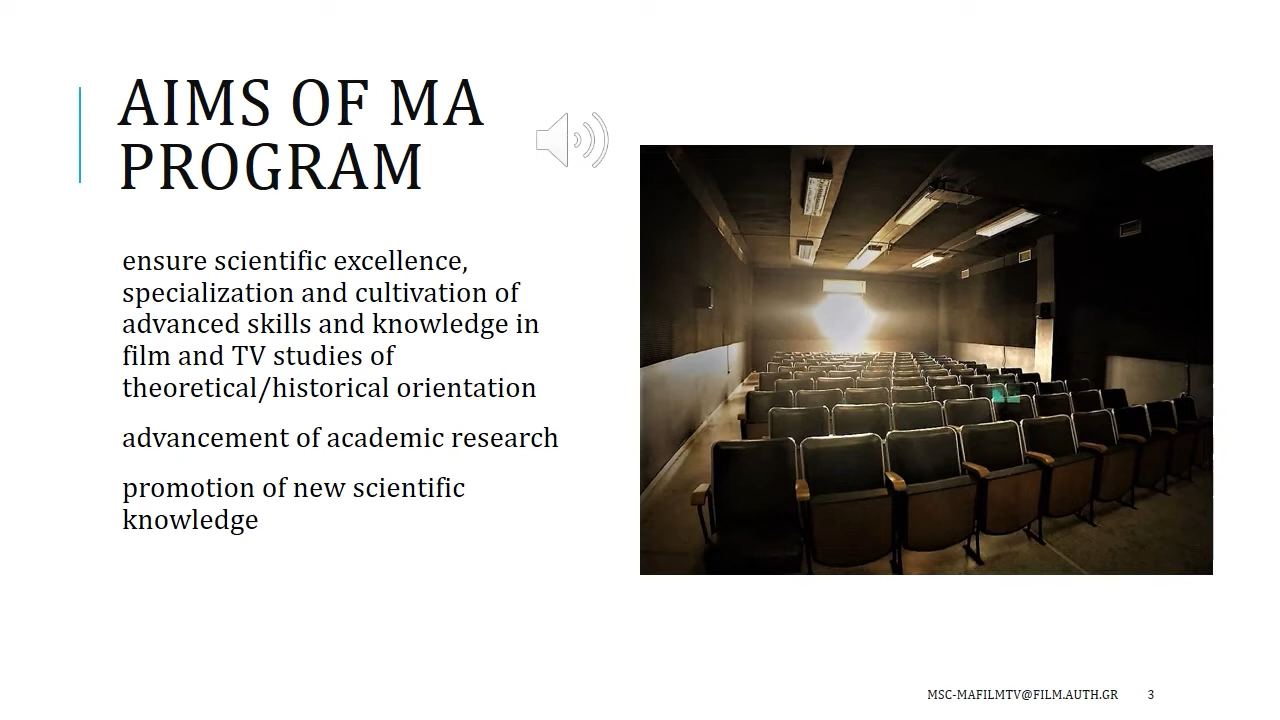 AIMS OF MA
PROGRAM
ensure scientific excellence,
specialization and cultivation of
advanced skills and knowledge in
film and TV studies of
theoretical/historical orientation
advancement of academic research
promotion of new scientific
knowledge
MSC-MAFILMTV@FILM.AUTH.GR 3